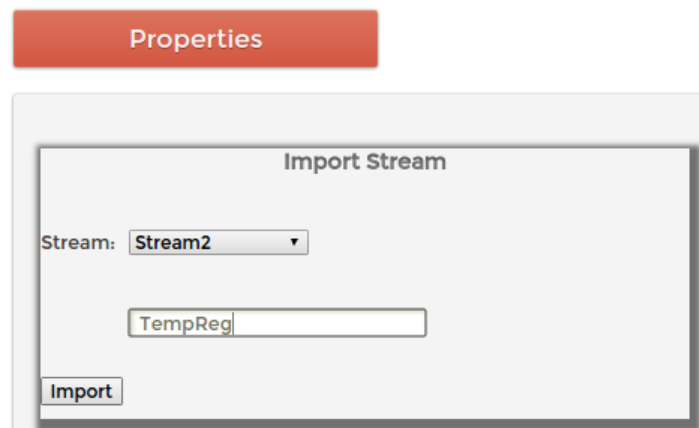 Properties
Import Stream
Stream: Stream2
TempReg
Import